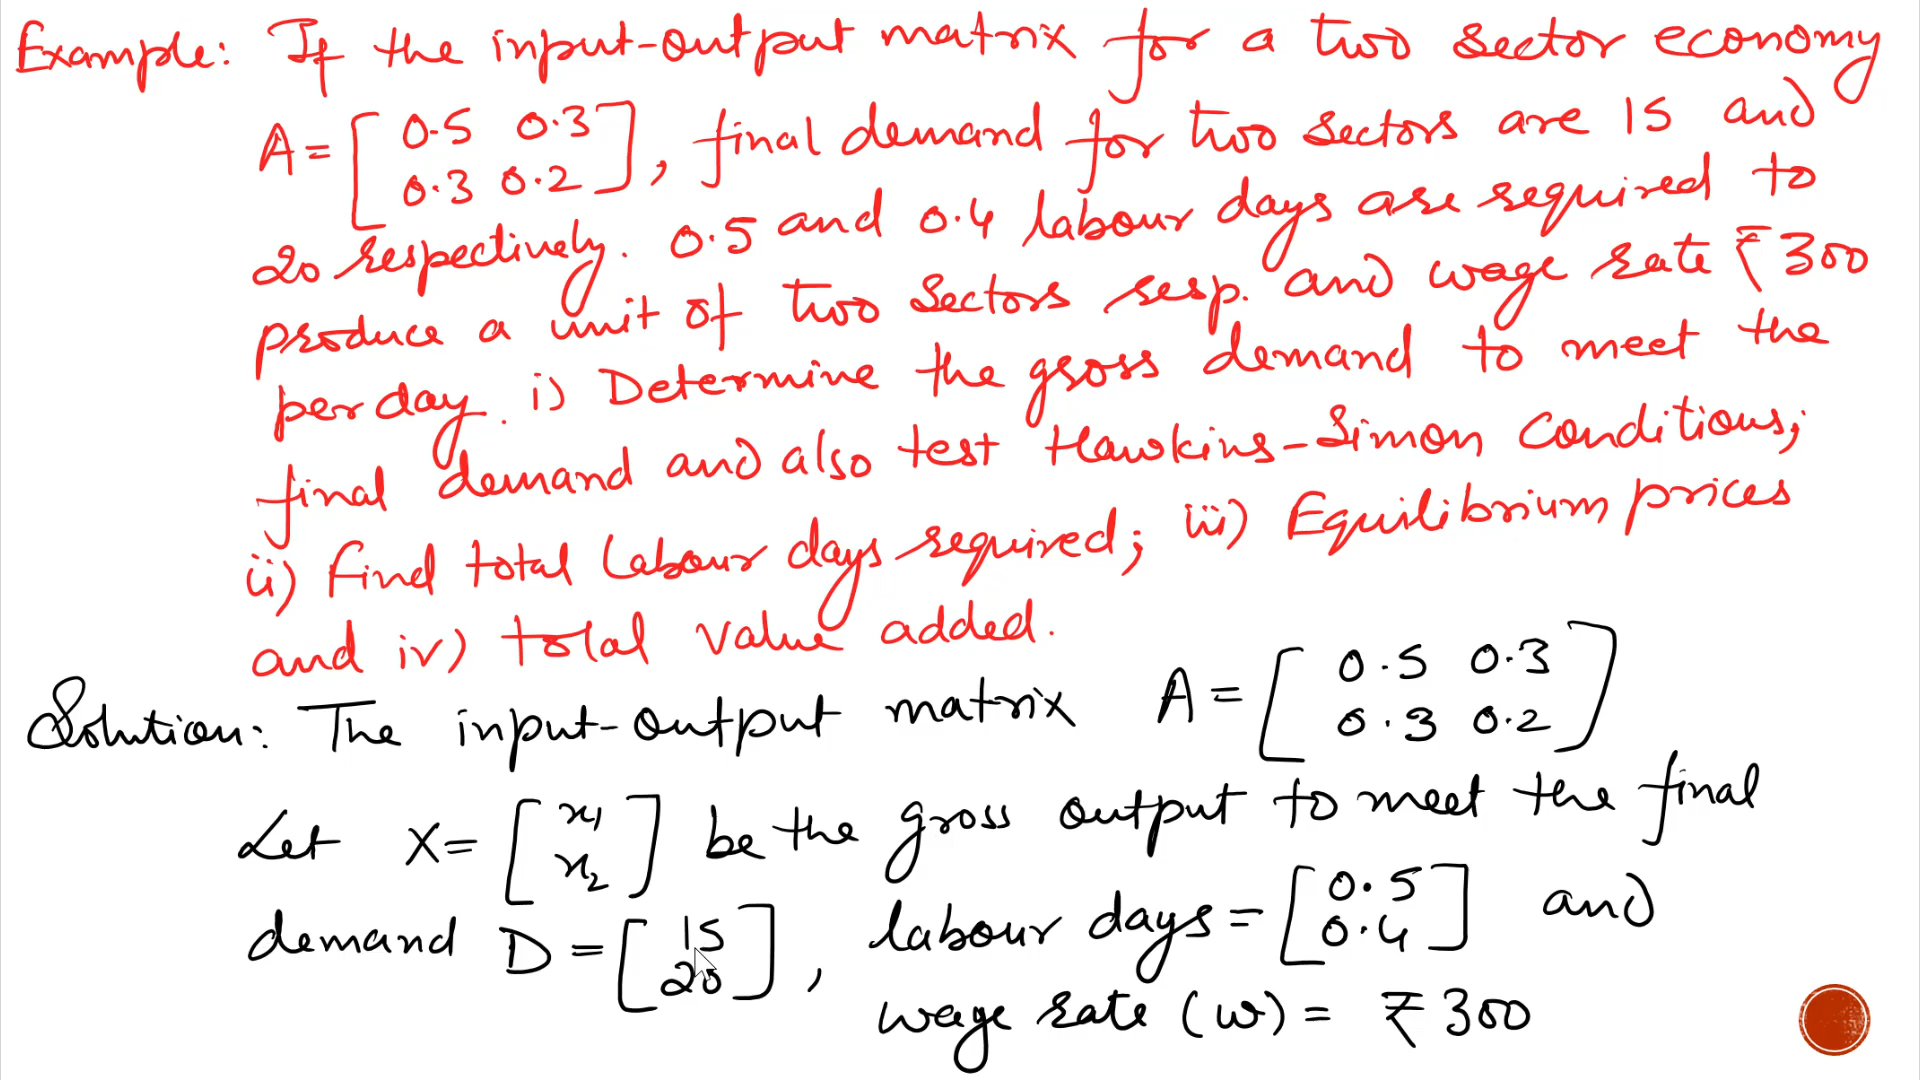 Example: If the input-output matrix for a two sector economy
A = [ 0.5 0.3
0.3 0.2 ], final demand for two sectors are 15 and
20 respectively. 0.5 and 0.4 labour days are required to
produce a unit of two sectors resp. and wage rate ₹300
per day. i) Determine the gross demand to meet the
final demand and also test Hawkins-Simon conditions;
ii) Find total labour days required; iii) Equilibrium prices
and iv) total value added.
Solution: The input-output matrix A = [ 0.5 0.3
0.3 0.2 ]
Let X = [ x1
x2 ] be the gross output to meet the final
demand D = [ 15
20 ], labour days = [ 0.5
0.4 ] and
wage rate (w) = ₹300